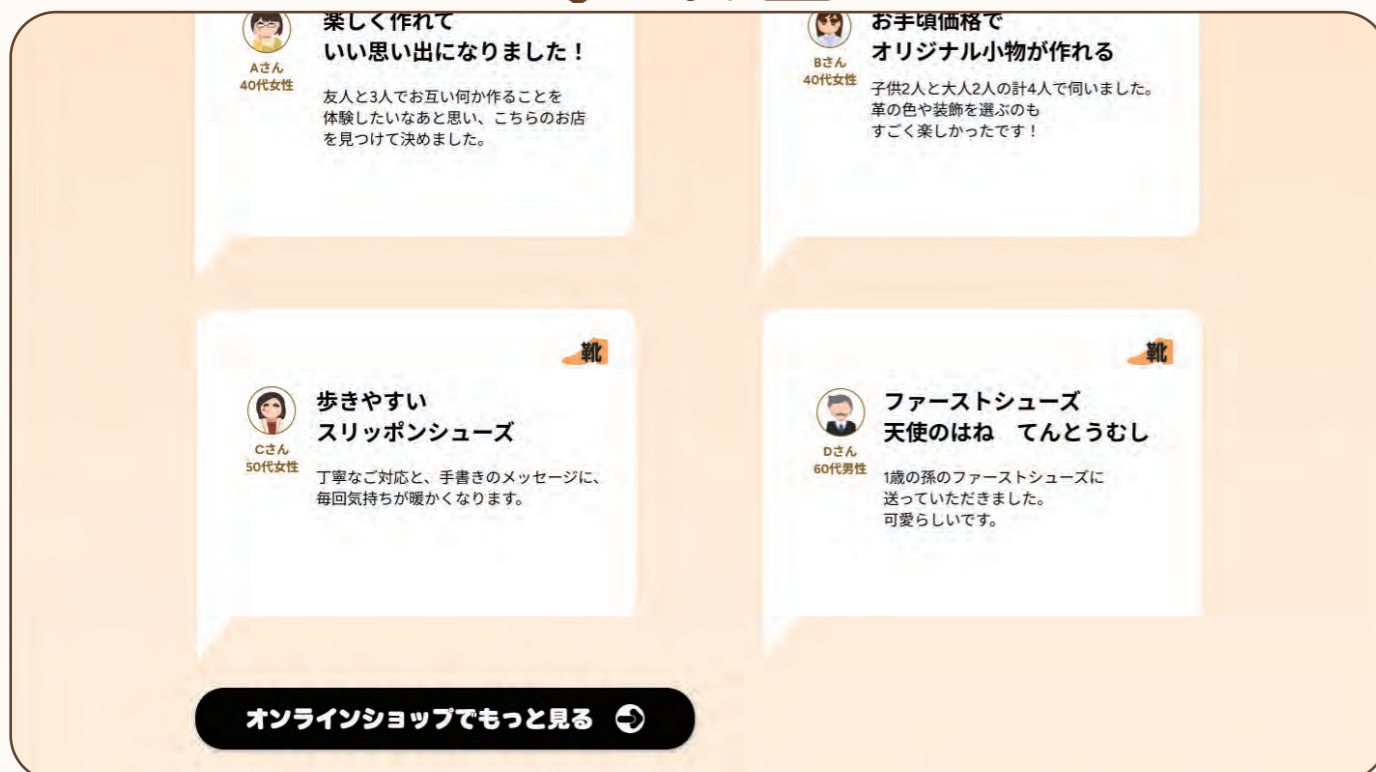 楽しく作れて
いい思い出になりました！
Aさん
40代女性
友人と3人でお互い何か作ることを
体験したいなあと思い、こちらのお店
を見つけて決めました。
お手頃価格で
オリジナル小物が作れる
Bさん
40代女性
子供2人と大人2人の計4人で伺いました。
革の色や装飾を選ぶのも
すごく楽しかったです！
靴
歩きやすい
スリッポンシューズ
Cさん
50代女性
丁寧なご対応と、手書きのメッセージに、
毎回気持ちが暖かくなります。
靴
ファーストシューズ
天使のはね　てんとうむし
Dさん
60代男性
1歳の孫のファーストシューズに
送っていただきました。
可愛らしいです。
オンラインショップでもっと見る